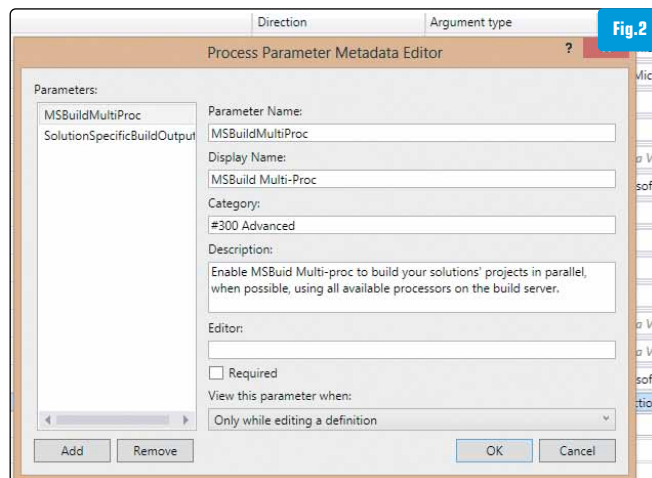 Direction
Argument type
Fig.2
Process Parameter Metadata Editor
?
Parameters:
MSBuildMultiProc
SolutionSpecificBuildOutput
Parameter Name:
MSBuildMultiProc
Display Name:
MSBuild Multi-Proc
Category:
#300 Advanced
Description:
Enable MSBuid Multi-proc to build your solutions' projects in parallel,
when possible, using all available processors on the build server.
Editor:
Required
View this parameter when:
Only while editing a definition
Add
Remove
OK
Cancel